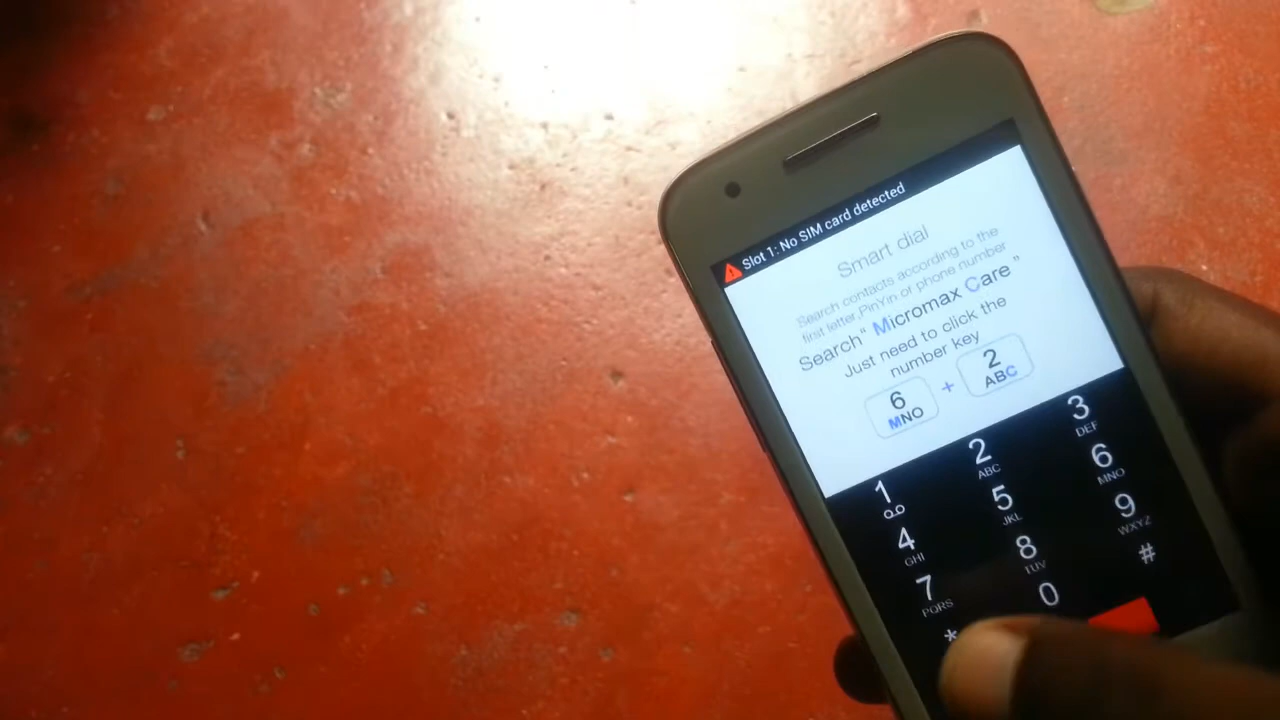 Slot 1: No SIM card detected
Smart dial
Search contacts according to the
first letter,PinYin or phone number
Search“ Micromax Care”
Just need to click the
number key
6 + 2
MNO ABC
1 2 3
ABC DEF
4 5 6
GHI JKL MNO
7 8 9
PQRS TUV WXYZ
* 0 #